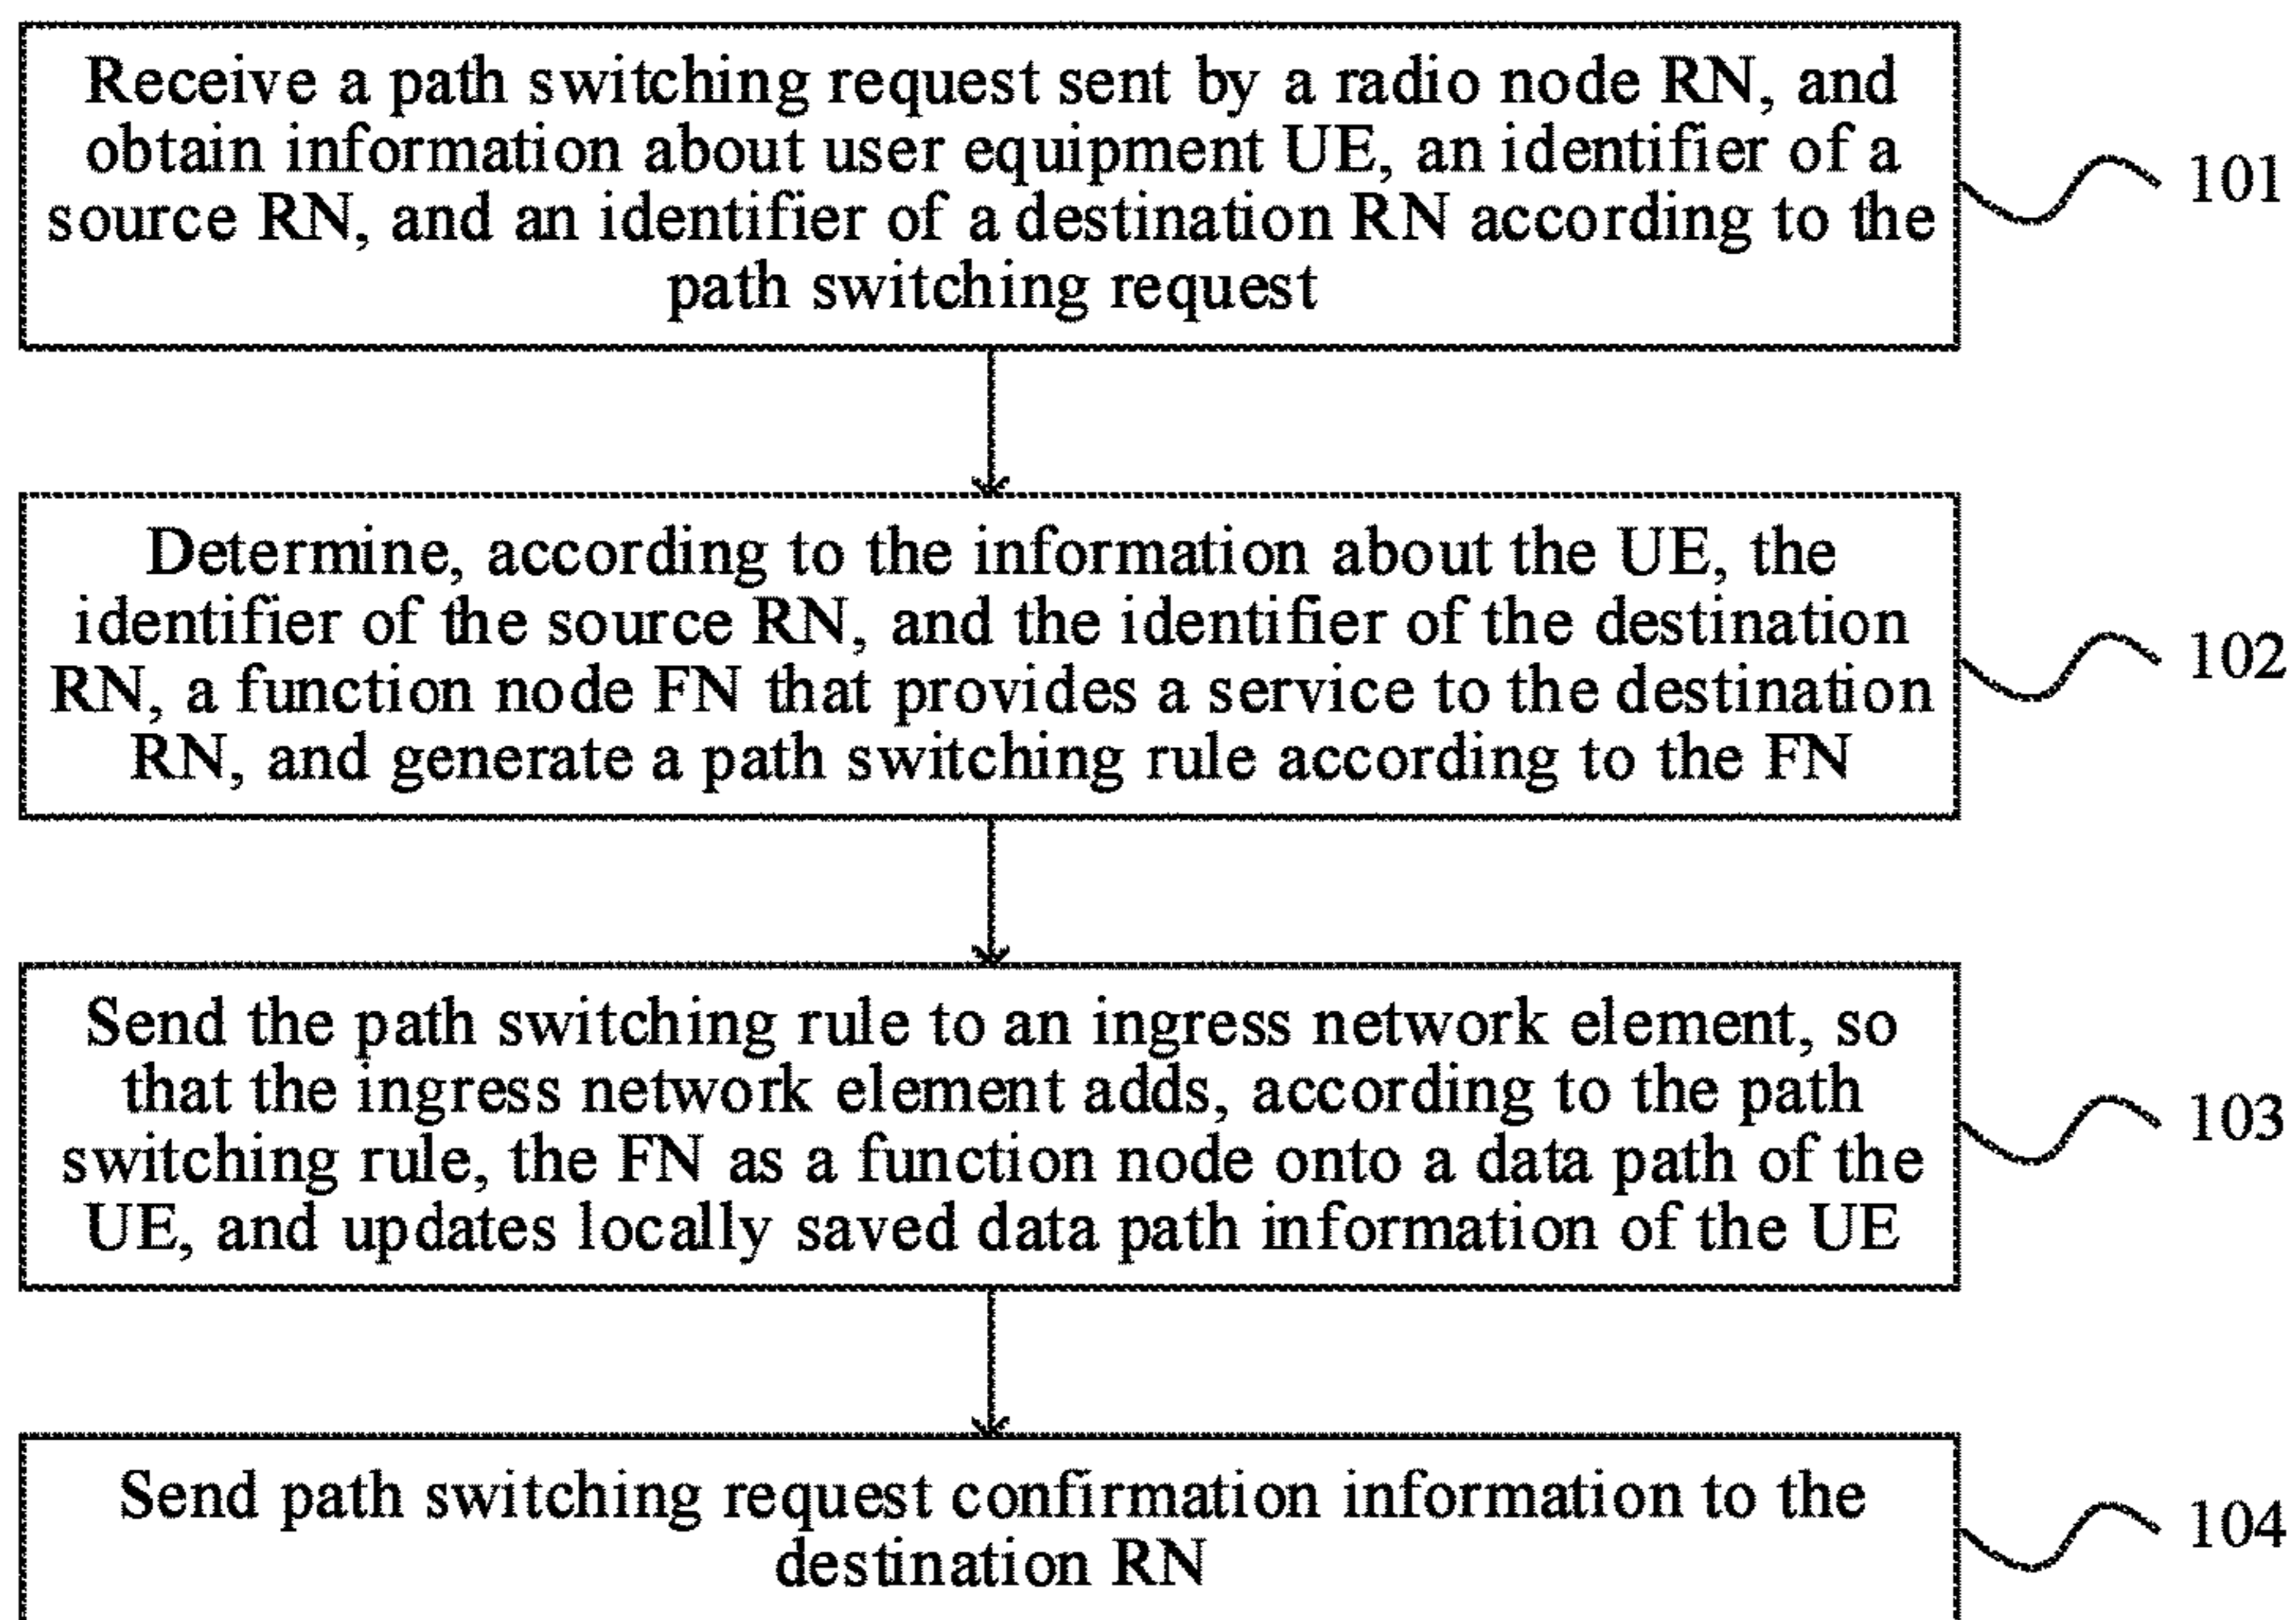 Receive a path switching request sent by a radio node RN, and
obtain information about user equipment UE, an identifier of a
source RN, and an identifier of a destination RN according to the
path switching request
101
Determine, according to the information about the UE, the
identifier of the source RN, and the identifier of the destination
RN, a function node FN that provides a service to the destination
RN, and generate a path switching rule according to the FN
102
Send the path switching rule to an ingress network element, so
that the ingress network element adds, according to the path
switching rule, the FN as a function node onto a data path of the
UE, and updates locally saved data path information of the UE
103
Send path switching request confirmation information to the
destination RN
104